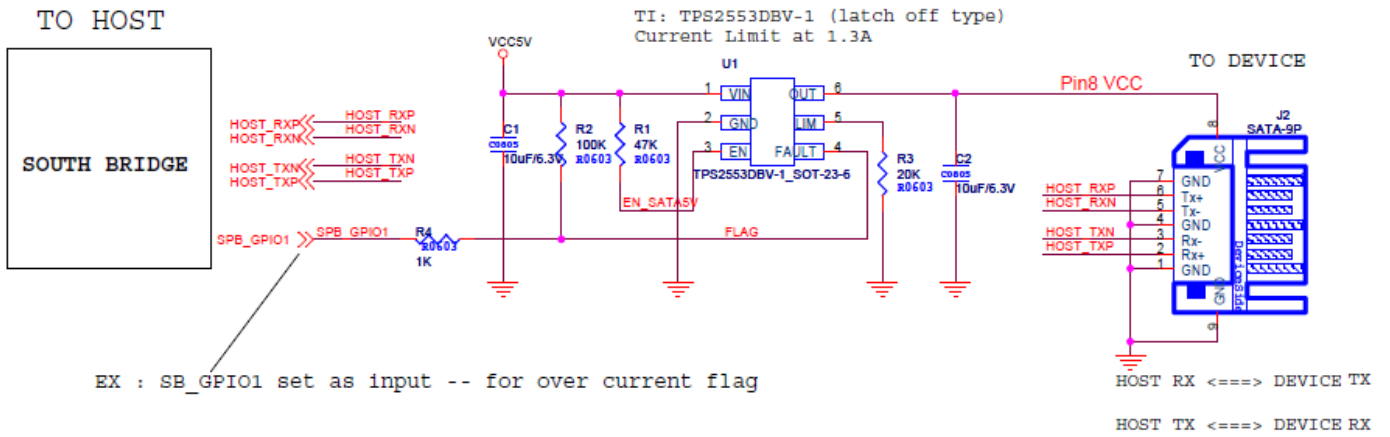 TO HOST
TI: TPS2553DBV-1 (latch off type)
Current Limit at 1.3A
VCC5V
U1
TO DEVICE
Pin8 VCC
J2
SATA-9P
1 VIN OUT 6
2 GND LIM 5
3 EN FAULT 4
TPS2553DBV-1_SOT-23-6
C1
C0805
10uF/6.3V
R2
100K
R0603
R1
47K
R0603
R3
20K
R0603
C2
C0805
10uF/6.3V
SOUTH BRIDGE
HOST_RXP HOST_RXP
HOST_RXN HOST_RXN
HOST_TXN HOST_TXN
HOST_TXP HOST_TXP
EN_SATA5V
SPB_GPIO1 SPB_GPIO1
R4
R0603
1K
FLAG
8
VCC
7 GND
HOST_RXP 6 Tx+
HOST_RXN 5 Tx-
4 GND
HOST_TXN 3 Rx-
HOST_TXP 2 Rx+
1 GND
DeviceSide
GND
9
EX : SB_GPIO1 set as input -- for over current flag
HOST RX <===> DEVICE TX
HOST TX <===> DEVICE RX